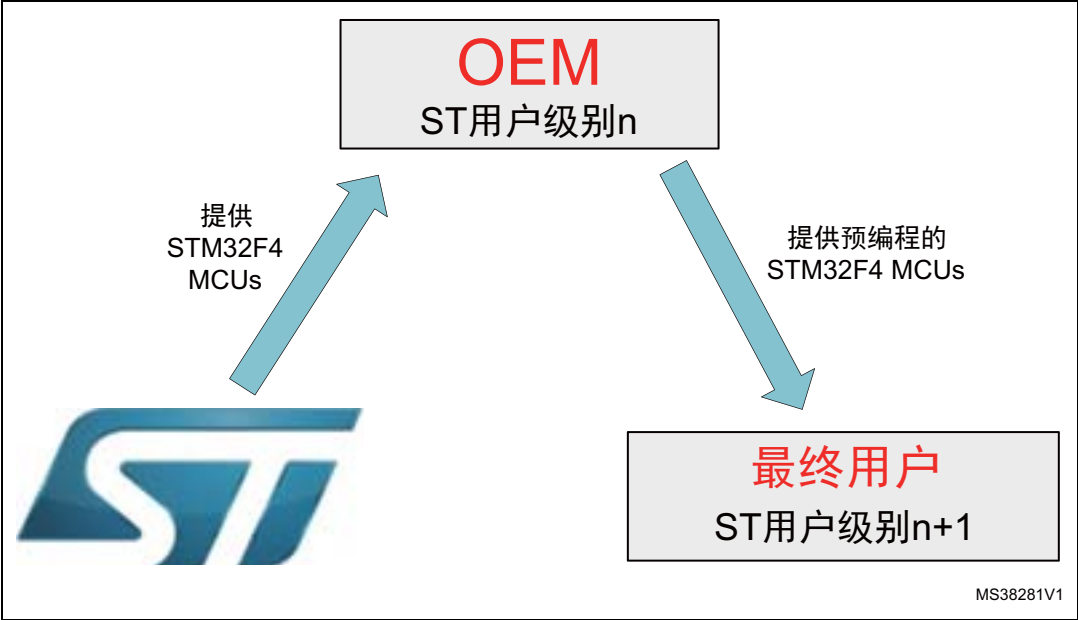 OEM
ST用户级别n
提供
STM32F4
MCUs
提供预编程的
STM32F4 MCUs
ST
最终用户
ST用户级别n+1
MS38281V1